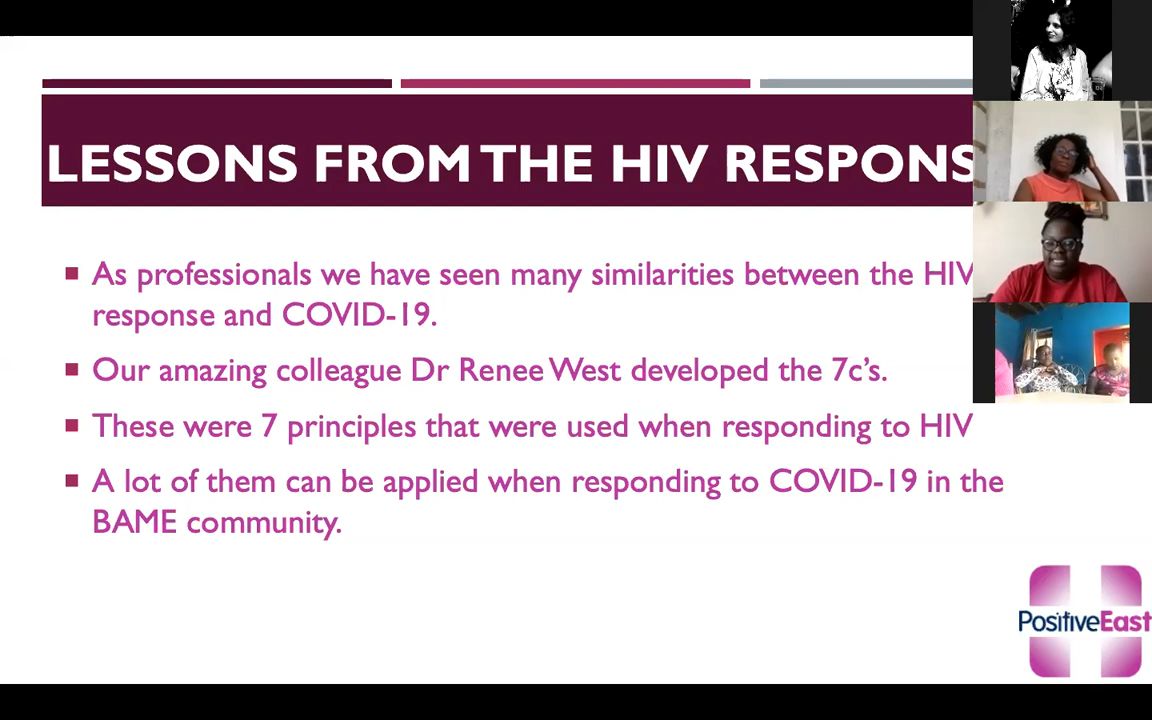 LESSONS FROM THE HIV RESPONS
As professionals we have seen many similarities between the HIV
response and COVID-19.
Our amazing colleague Dr Renee West developed the 7c's.
These were 7 principles that were used when responding to HIV
A lot of them can be applied when responding to COVID-19 in the
BAME community.
PositiveEast